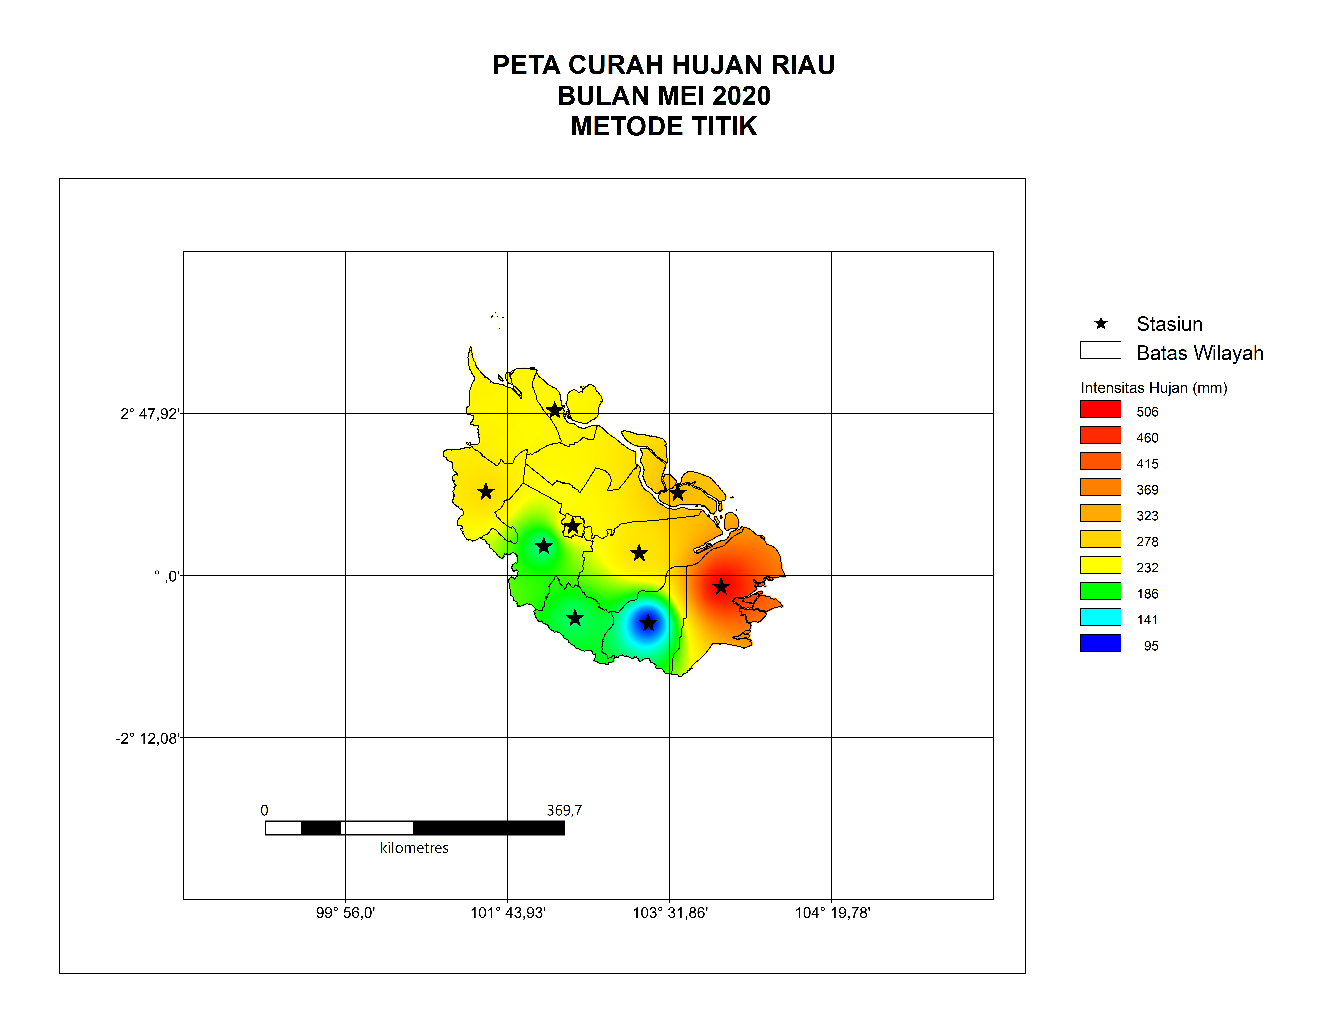 PETA CURAH HUJAN RIAU
BULAN MEI 2020
METODE TITIK
Stasiun
Batas Wilayah
Intensitas Hujan (mm)
506
460
415
369
323
278
232
186
141
95
2° 47,92'
° ,0'
-2° 12,08'
0
369,7
kilometres
99° 56,0'
101° 43,93'
103° 31,86'
104° 19,78'